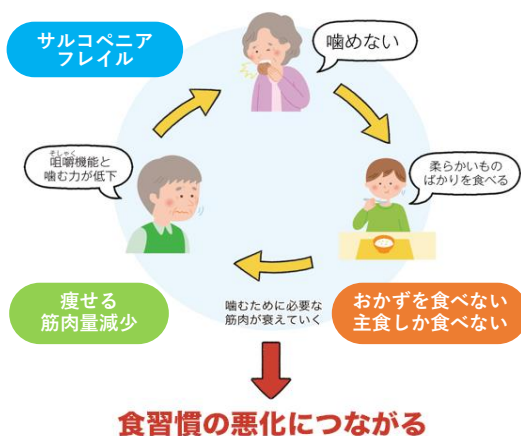 サルコペニア
フレイル
噛めない
柔らかいもの
ばかりを食べる
おかずを食べない
主食しか食べない
噛むために必要な
筋肉が衰えていく
痩せる
筋肉量減少
そしゃく
咀嚼機能と
噛む力が低下
食習慣の悪化につながる